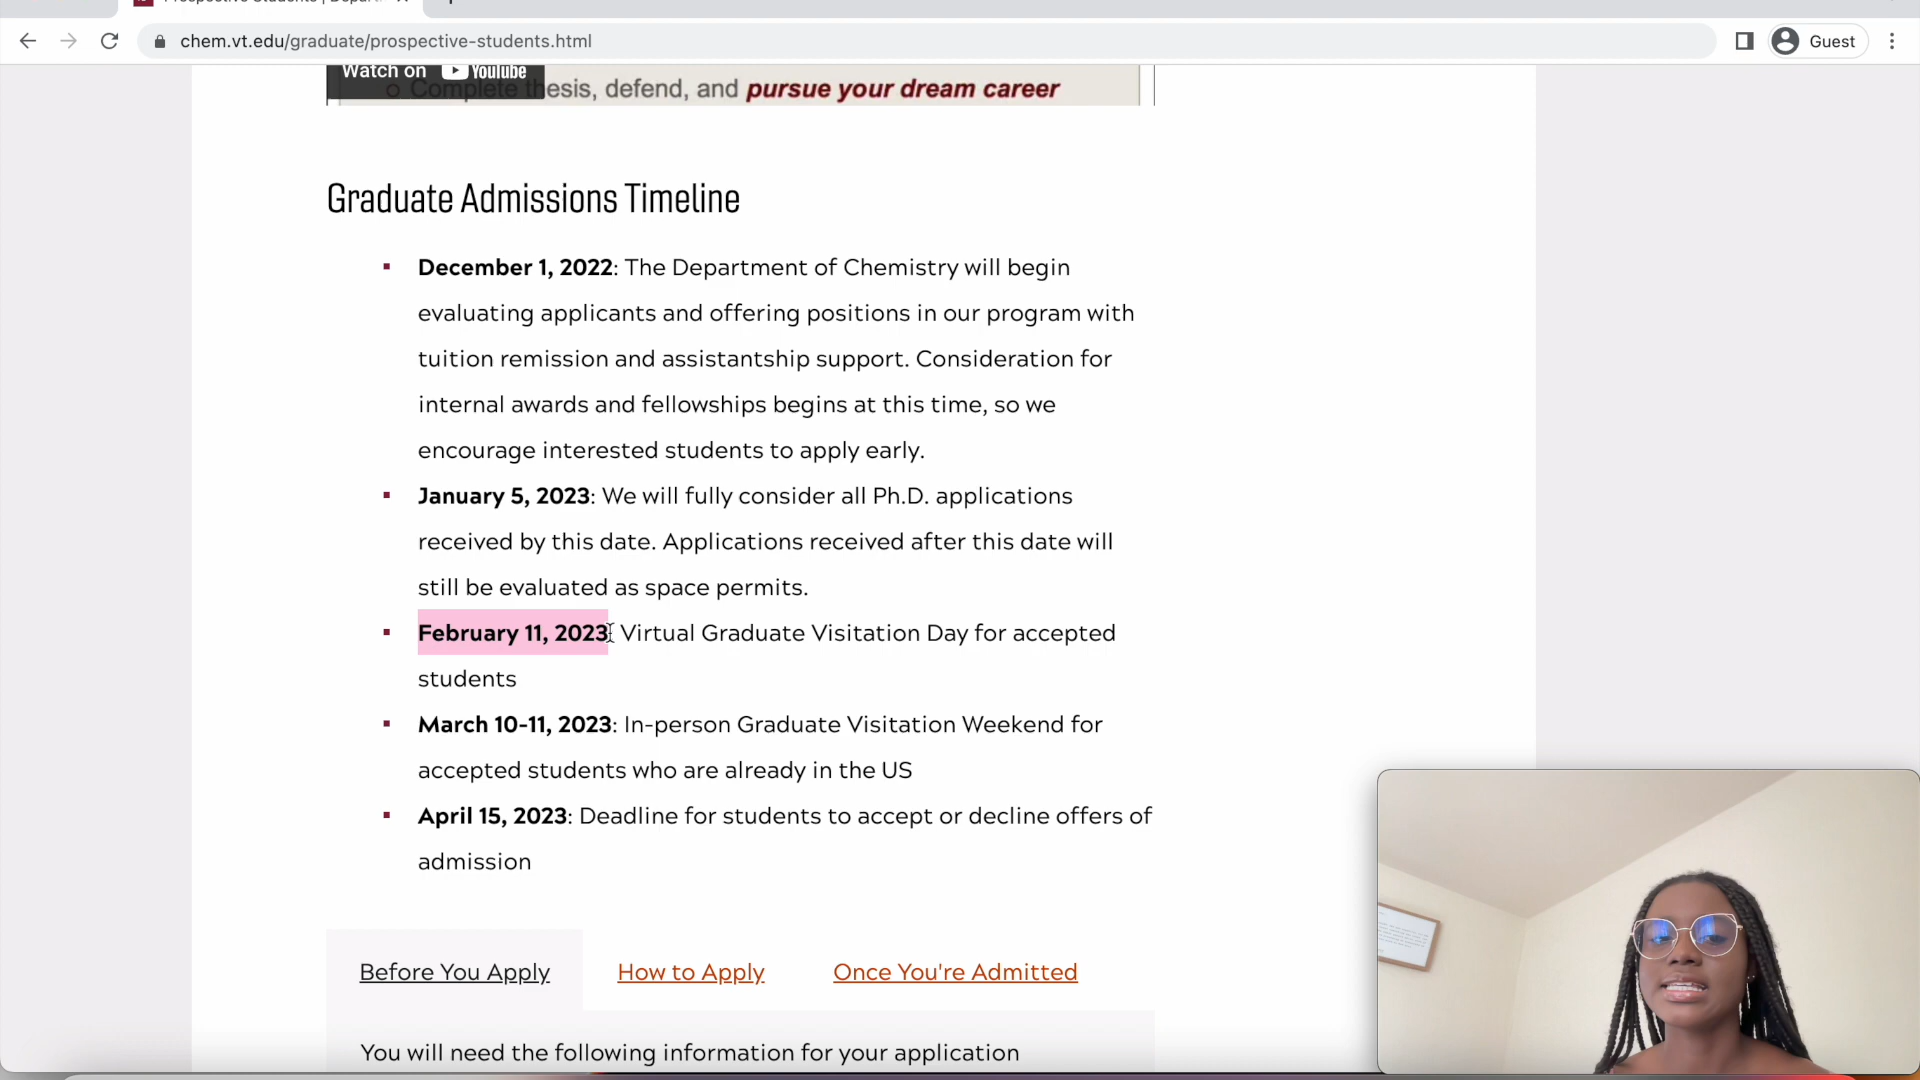 Prospective Students | Depart
chem.vt.edu/graduate/prospective-students.html
Guest
Watch on YouTube
Complete thesis, defend, and pursue your dream career
Graduate Admissions Timeline
December 1, 2022: The Department of Chemistry will begin
evaluating applicants and offering positions in our program with
tuition remission and assistantship support. Consideration for
internal awards and fellowships begins at this time, so we
encourage interested students to apply early.
January 5, 2023: We will fully consider all Ph.D. applications
received by this date. Applications received after this date will
still be evaluated as space permits.
February 11, 2023: Virtual Graduate Visitation Day for accepted
students
March 10-11, 2023: In-person Graduate Visitation Weekend for
accepted students who are already in the US
April 15, 2023: Deadline for students to accept or decline offers of
admission
Before You Apply
How to Apply
Once You're Admitted
You will need the following information for your application